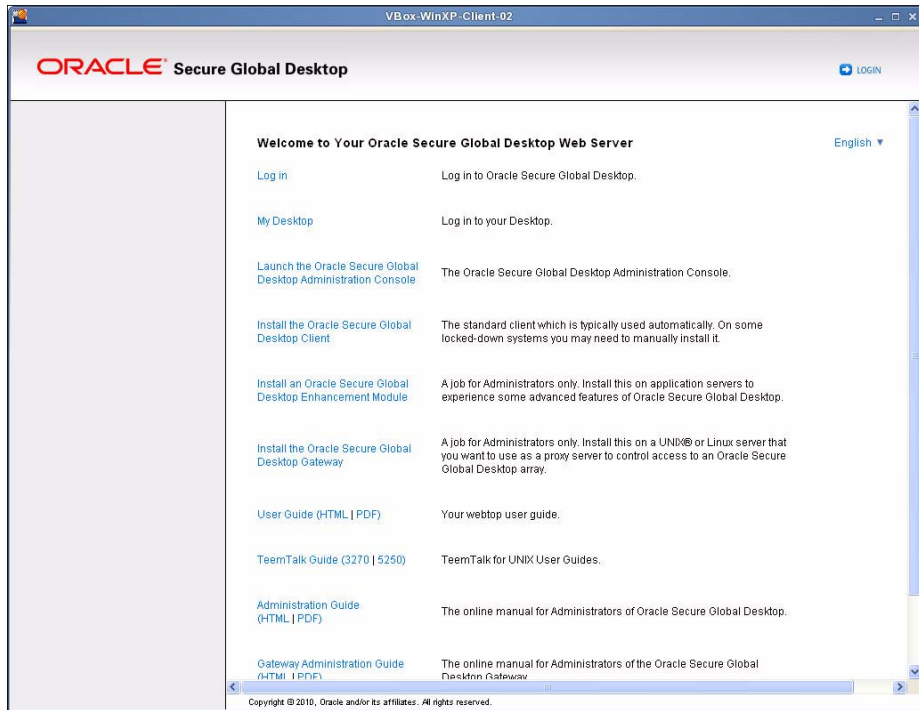 VBox-WinXP-Client-02
ORACLE® Secure Global Desktop
LOGIN
Welcome to Your Oracle Secure Global Desktop Web Server
English ▼
Log in
Log in to Oracle Secure Global Desktop.
My Desktop
Log in to your Desktop.
Launch the Oracle Secure Global
Desktop Administration Console
The Oracle Secure Global Desktop Administration Console.
Install the Oracle Secure Global
Desktop Client
The standard client which is typically used automatically. On some
locked-down systems you may need to manually install it.
Install an Oracle Secure Global
Desktop Enhancement Module
A job for Administrators only. Install this on application servers to
experience some advanced features of Oracle Secure Global Desktop.
Install the Oracle Secure Global
Desktop Gateway
A job for Administrators only. Install this on a UNIX® or Linux server that
you want to use as a proxy server to control access to an Oracle Secure
Global Desktop array.
User Guide (HTML | PDF)
Your webtop user guide.
TeemTalk Guide (3270 | 5250)
TeemTalk for UNIX User Guides.
Administration Guide
(HTML | PDF)
The online manual for Administrators of Oracle Secure Global Desktop.
Gateway Administration Guide
(HTML | PDF)
The online manual for Administrators of the Oracle Secure Global
Desktop Gateway
Copyright © 2010, Oracle and/or its affiliates. All rights reserved.